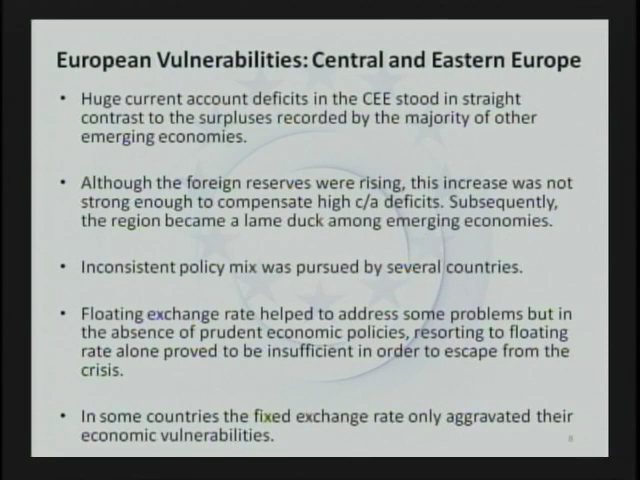 European Vulnerabilities: Central and Eastern Europe
• Huge current account deficits in the CEE stood in straight
contrast to the surpluses recorded by the majority of other
emerging economies.
• Although the foreign reserves were rising, this increase was not
strong enough to compensate high c/a deficits. Subsequently,
the region became a lame duck among emerging economies.
• Inconsistent policy mix was pursued by several countries.
• Floating exchange rate helped to address some problems but in
the absence of prudent economic policies, resorting to floating
rate alone proved to be insufficient in order to escape from the
crisis.
• In some countries the fixed exchange rate only aggravated their
economic vulnerabilities.
8